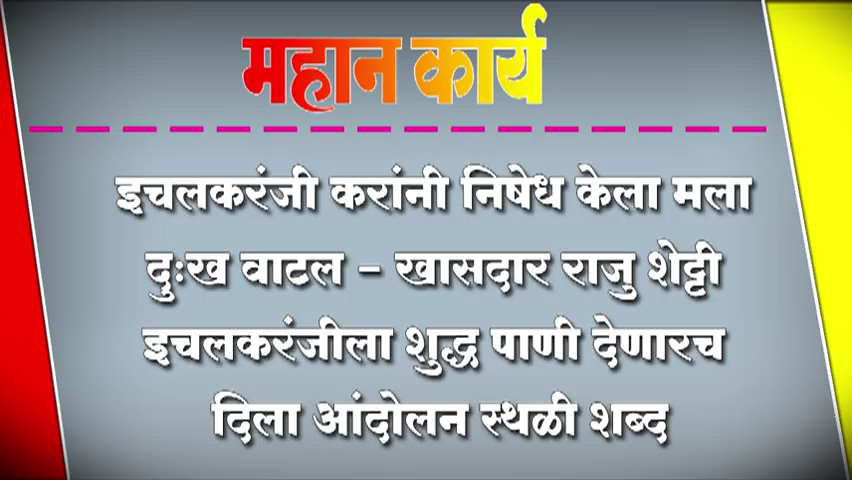 महान कार्य
इचलकरंजी करांनी निषेध केला मला
दुःख वाटल – खासदार राजु शेट्टी
इचलकरंजीला शुद्ध पाणी देणारच
दिला आंदोलन स्थळी शब्द